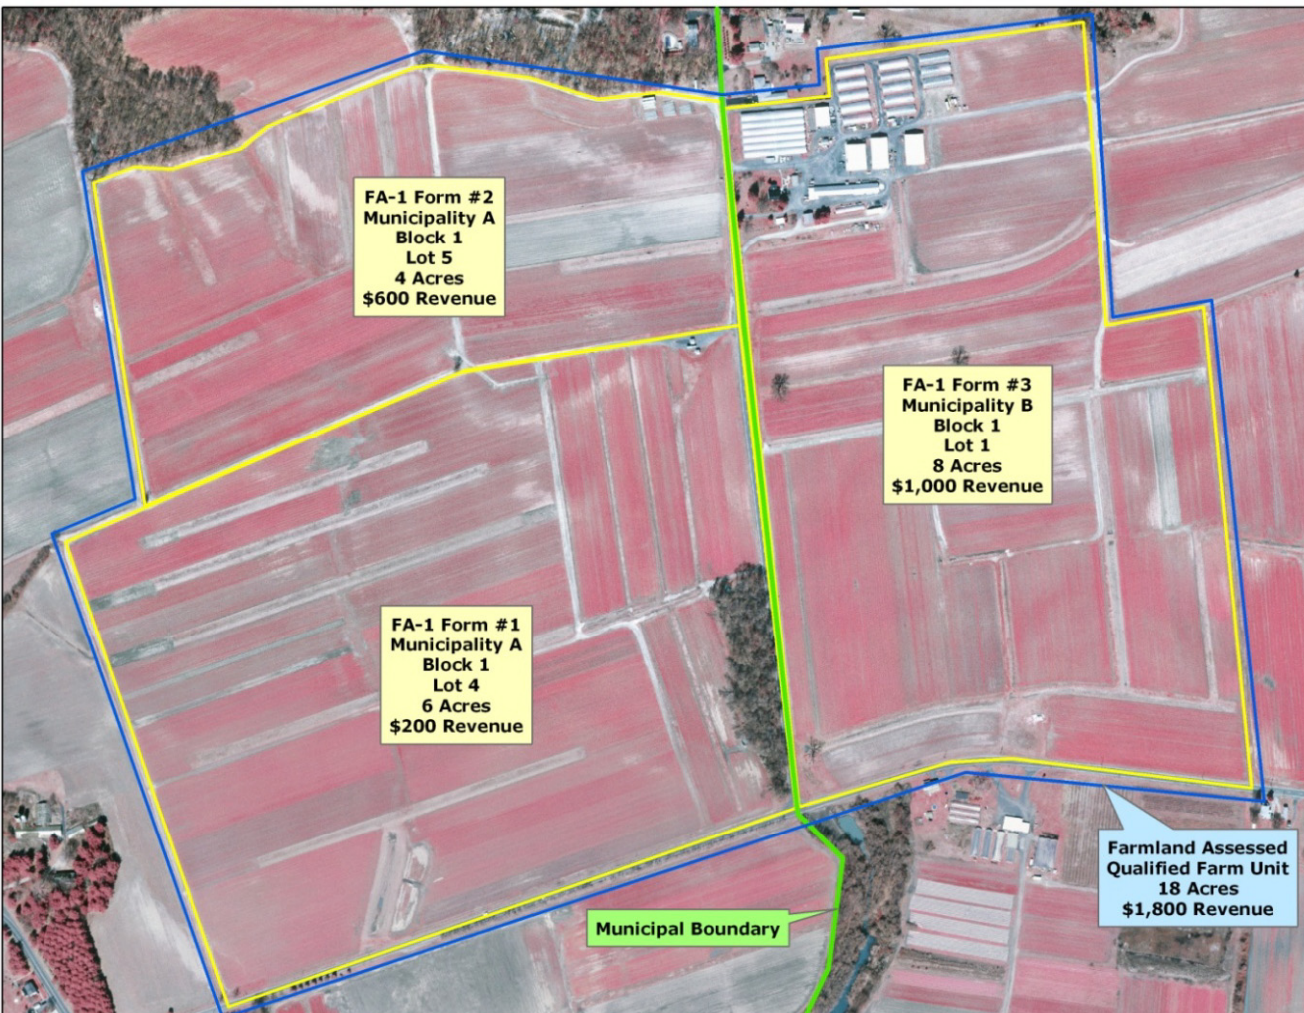 FA-1 Form #2
Municipality A
Block 1
Lot 5
4 Acres
$600 Revenue
FA-1 Form #3
Municipality B
Block 1
Lot 1
8 Acres
$1,000 Revenue
FA-1 Form #1
Municipality A
Block 1
Lot 4
6 Acres
$200 Revenue
Farmland Assessed
Qualified Farm Unit
18 Acres
$1,800 Revenue
Municipal Boundary